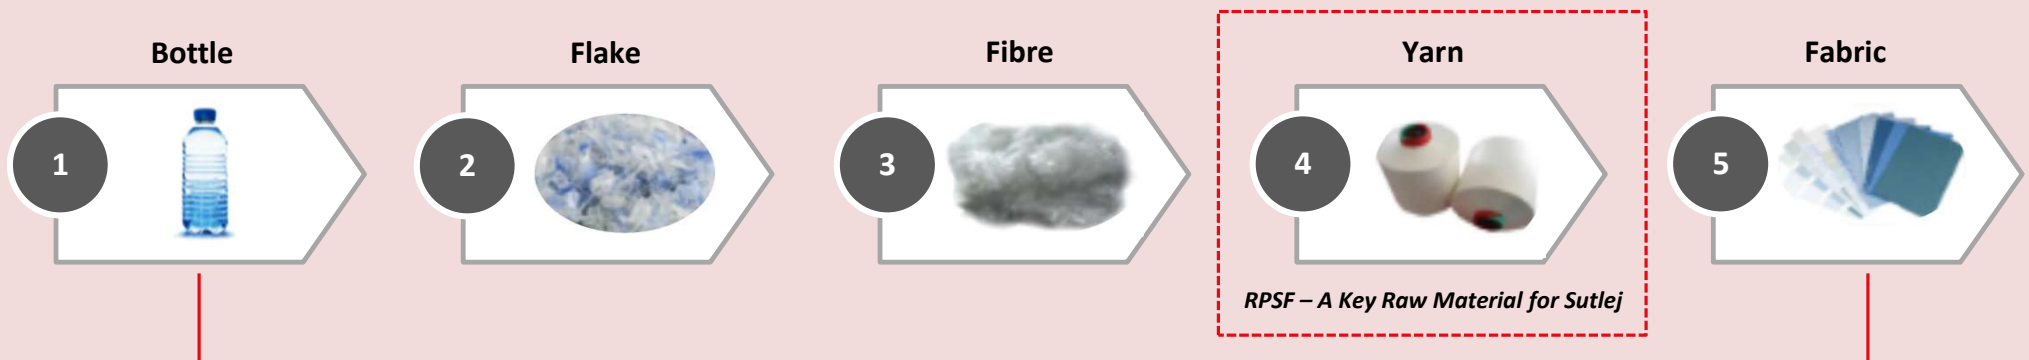 Bottle
Flake
Fibre
Yarn
Fabric
1
2
3
4
5
RPSF – A Key Raw Material for Sutlej